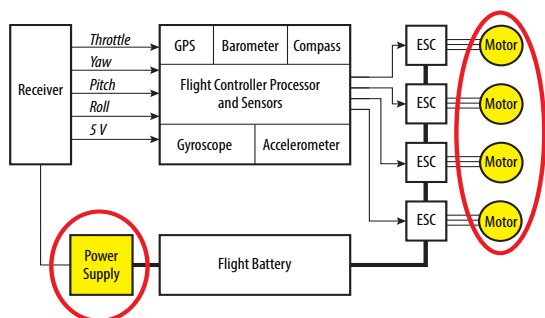 Receiver
Throttle
Yaw
Pitch
Roll
5 V
GPS
Barometer
Compass
Flight Controller Processor
and Sensors
Gyroscope
Accelerometer
ESC
Motor
ESC
Motor
ESC
Motor
ESC
Motor
Power
Supply
Flight Battery